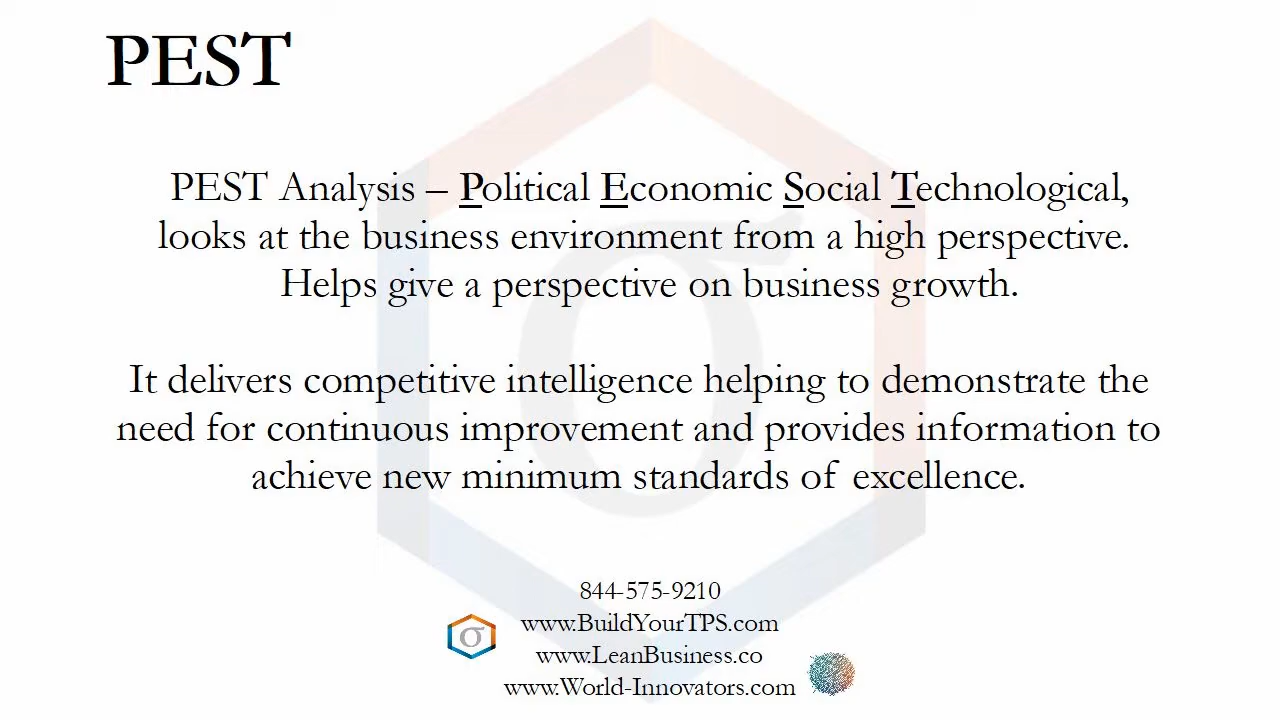 PEST
PEST Analysis – Political Economic Social Technological,
looks at the business environment from a high perspective.
Helps give a perspective on business growth.
It delivers competitive intelligence helping to demonstrate the
need for continuous improvement and provides information to
achieve new minimum standards of excellence.
844-575-9210
www.BuildYourTPS.com
www.LeanBusiness.co
www.World-Innovators.com
σ
σ